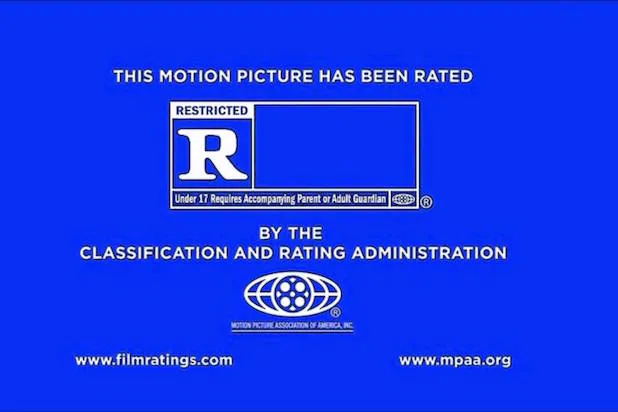 THIS MOTION PICTURE HAS BEEN RATED
RESTRICTED
R
Under 17 Requires Accompanying Parent or Adult Guardian ®
BY THE
CLASSIFICATION AND RATING ADMINISTRATION
®
MOTION PICTURE ASSOCIATION OF AMERICA, INC.
www.filmratings.com
www.mpaa.org